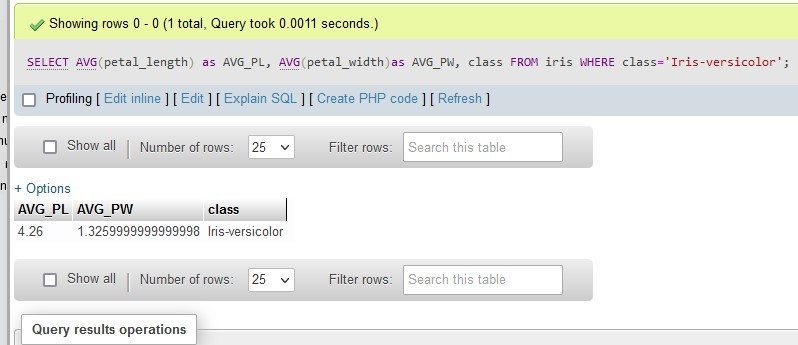 Showing rows 0 - 0 (1 total, Query took 0.0011 seconds.)
SELECT AVG(petal_length) as AVG_PL, AVG(petal_width)as AVG_PW, class FROM iris WHERE class='Iris-versicolor';
Profiling [ Edit inline ] [ Edit ] [ Explain SQL ] [ Create PHP code ] [ Refresh ]
Show all | Number of rows: 25 Filter rows: Search this table
+ Options
AVG_PL AVG_PW class
4.26 1.3259999999999998 Iris-versicolor
Show all | Number of rows: 25 Filter rows: Search this table
Query results operations